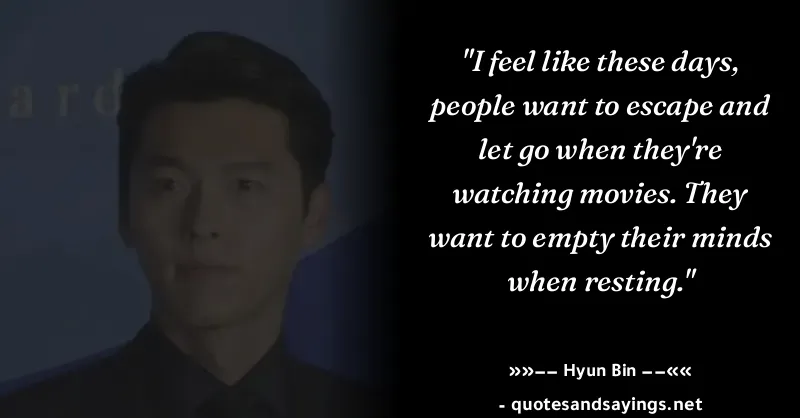 ard
"I feel like these days,
people want to escape and
let go when they're
watching movies. They
want to empty their minds
when resting."
»»−− Hyun Bin −−««
- quotesandsayings.net